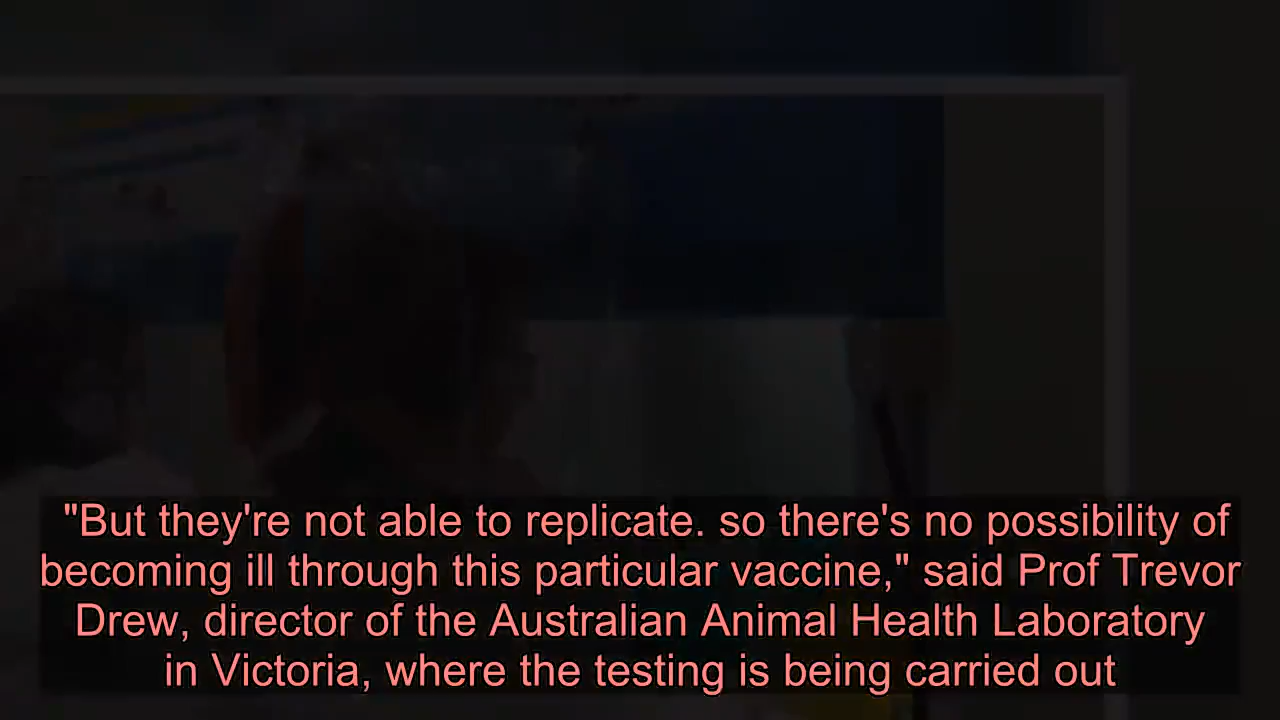 "But they're not able to replicate. so there's no possibility of
becoming ill through this particular vaccine," said Prof Trevor
Drew, director of the Australian Animal Health Laboratory
in Victoria, where the testing is being carried out